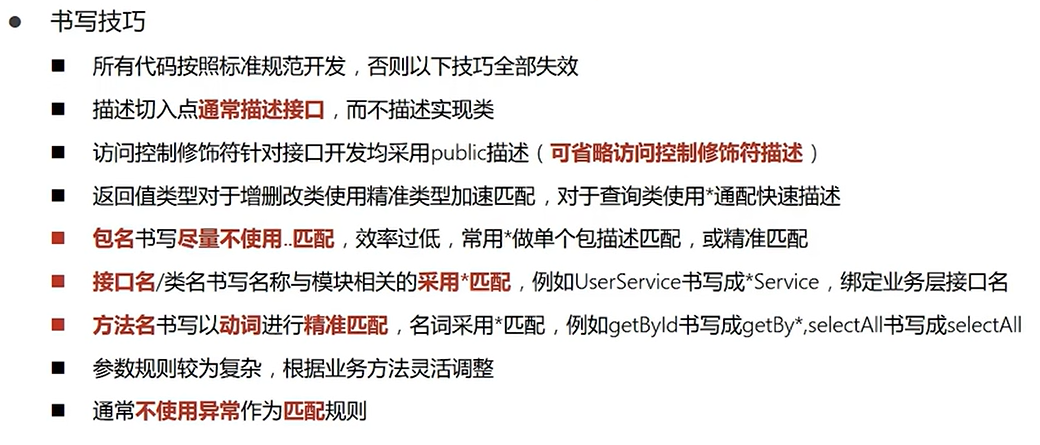 书写技巧
所有代码按照标准规范开发，否则以下技巧全部失效
描述切入点通常描述接口，而不描述实现类
访问控制修饰符针对接口开发均采用public描述（可省略访问控制修饰符描述）
返回值类型对于增删改类使用精准类型加速匹配，对于查询类使用*通配快速描述
包名书写尽量不使用..匹配，效率过低，常用*做单个包描述匹配，或精准匹配
接口名/类名书写名称与模块相关的采用*匹配，例如UserService书写成*Service，绑定业务层接口名
方法名书写以动词进行精准匹配，名词采用*匹配，例如getById书写成getBy*,selectAll书写成selectAll
参数规则较为复杂，根据业务方法灵活调整
通常不使用异常作为匹配规则